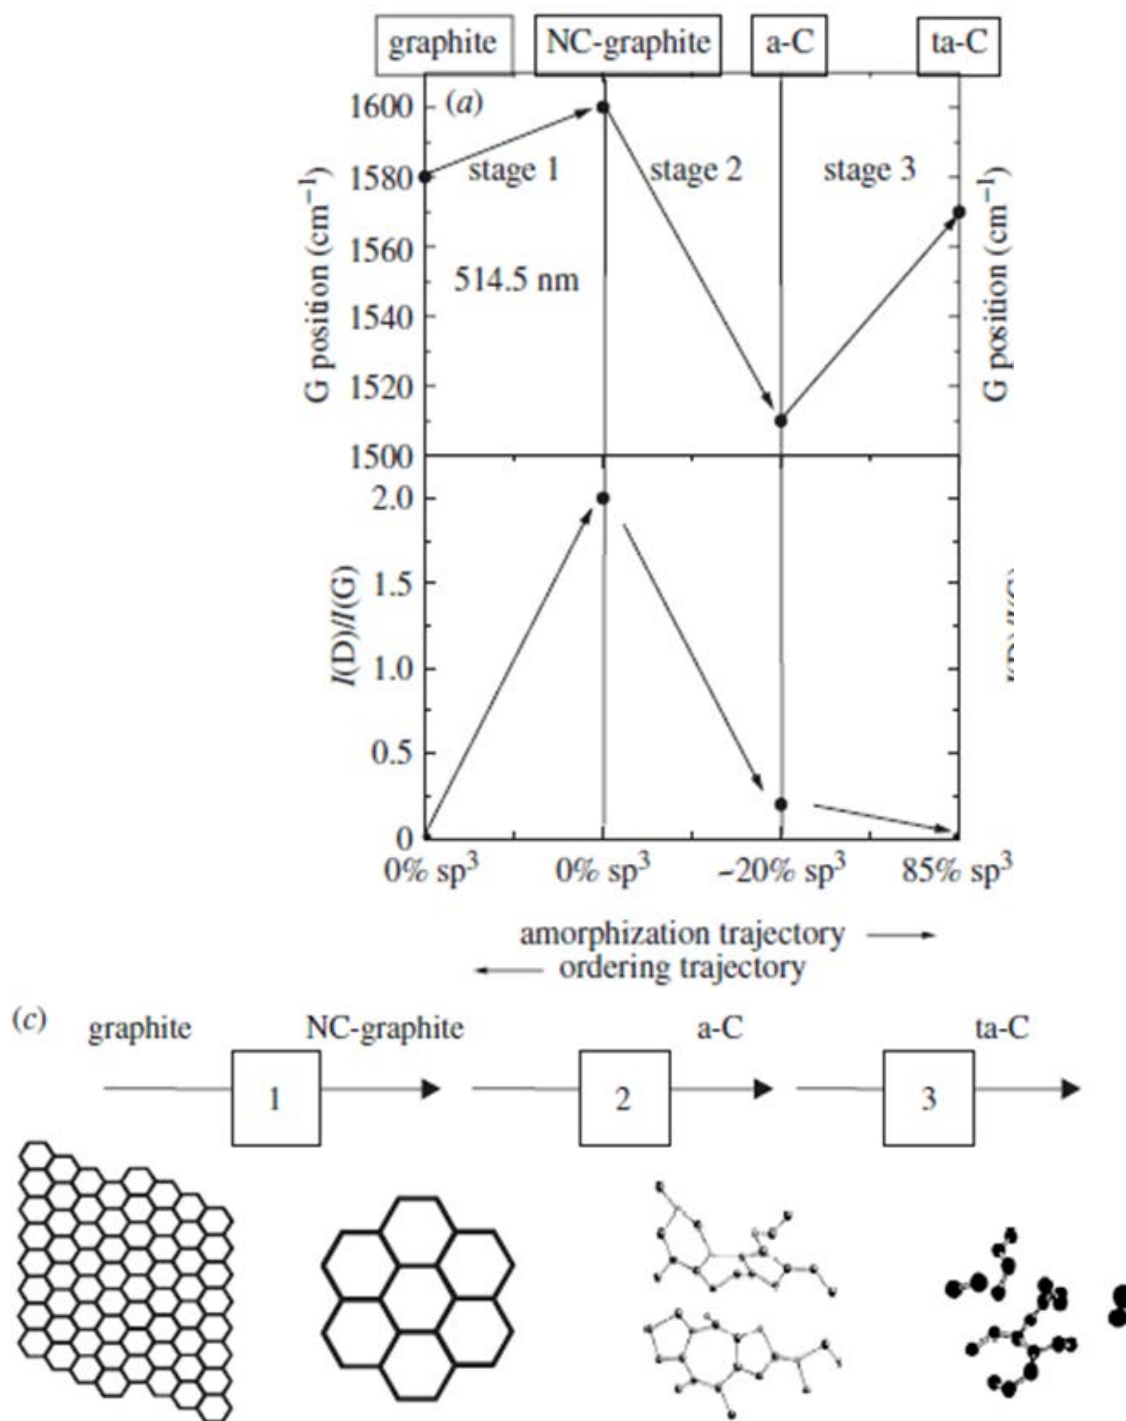 graphite NC-graphite a-C ta-C
(a)
1600
1580
1560
1540
1520
1500
G position (cm⁻¹)
stage 1 stage 2 stage 3
514.5 nm
G position (cm⁻¹)
2.0
1.5
1.0
0.5
0
I(D)/I(G)
0% sp³ 0% sp³ ~20% sp³ 85% sp³
amorphization trajectory
ordering trajectory
(c)
graphite NC-graphite a-C ta-C
1 2 3